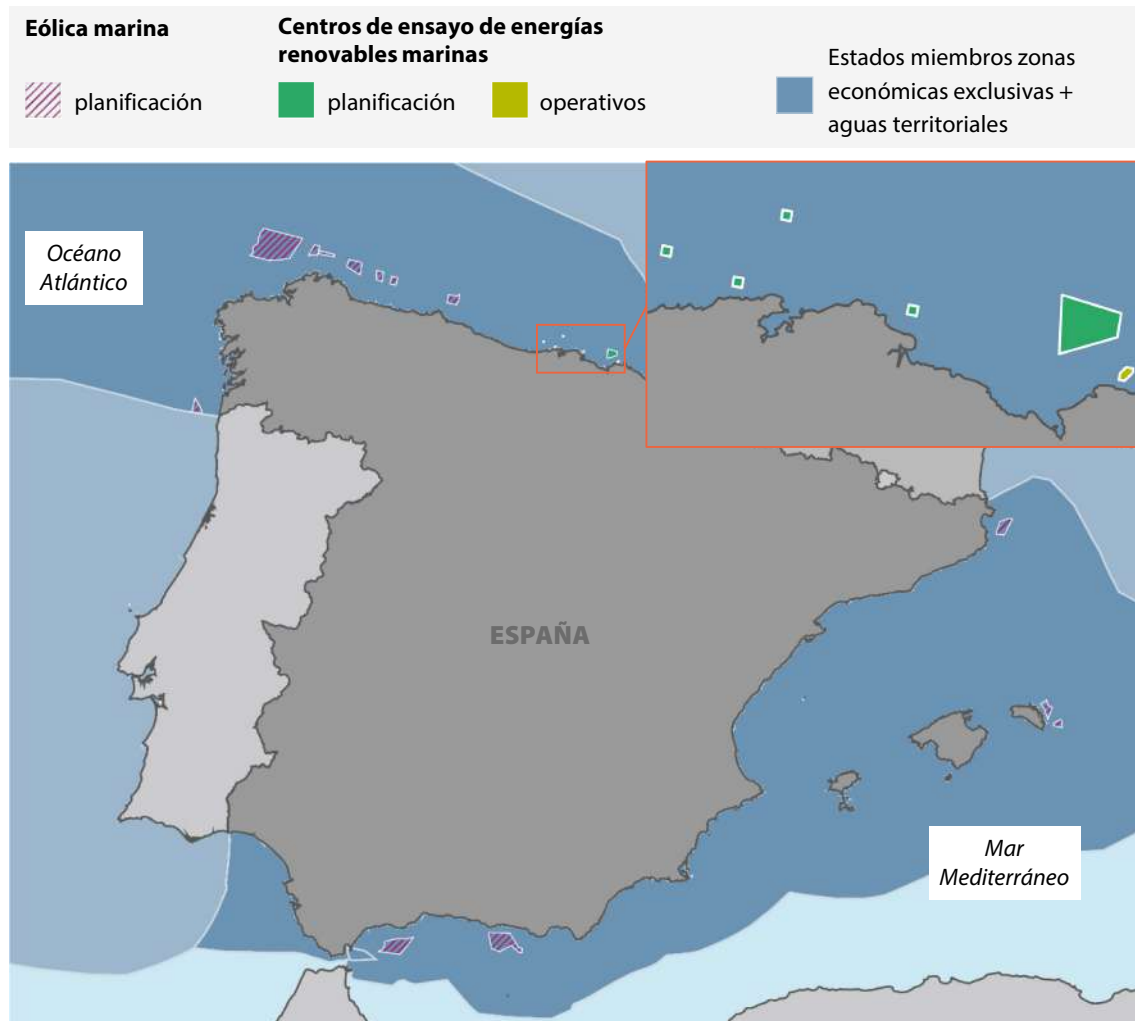 Eólica marina
planificación
Centros de ensayo de energías
renovables marinas
planificación
operativos
Estados miembros zonas
económicas exclusivas +
aguas territoriales
Océano
Atlántico
ESPAÑA
Mar
Mediterráneo